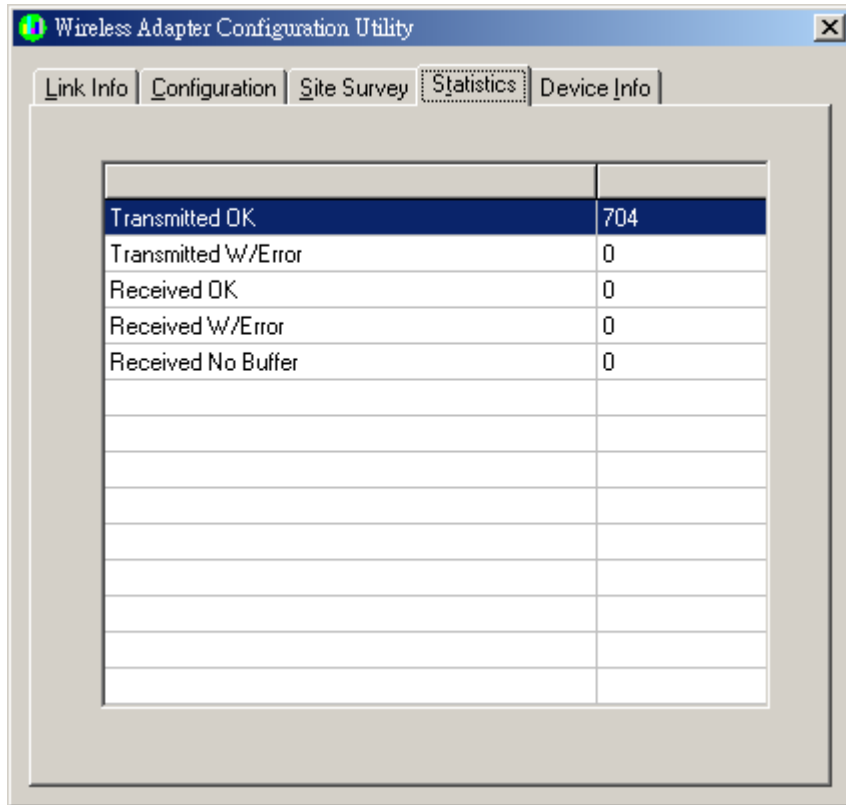 Wireless Adapter Configuration Utility
Link Info Configuration Site Survey Statistics Device Info
Transmitted OK 704
Transmitted W/Error 0
Received OK 0
Received W/Error 0
Received No Buffer 0